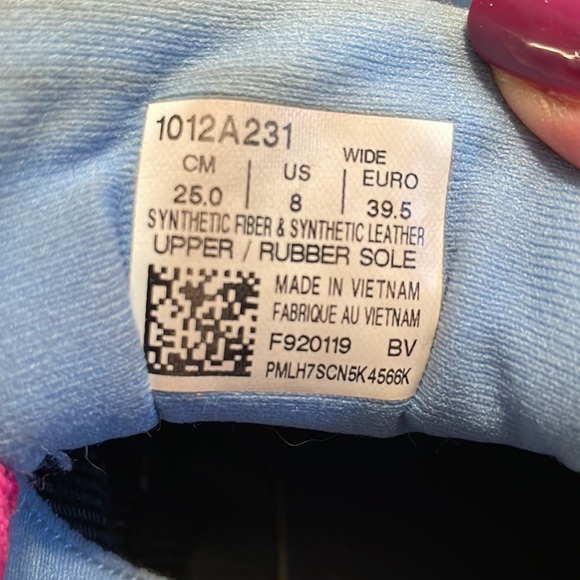 1012A231
WIDE
CM | US | EURO
25.0 | 8 | 39.5
SYNTHETIC FIBER & SYNTHETIC LEATHER
UPPER / RUBBER SOLE
MADE IN VIETNAM
FABRIQUE AU VIETNAM
F920119 BV
PMLH7SCN5K4566K